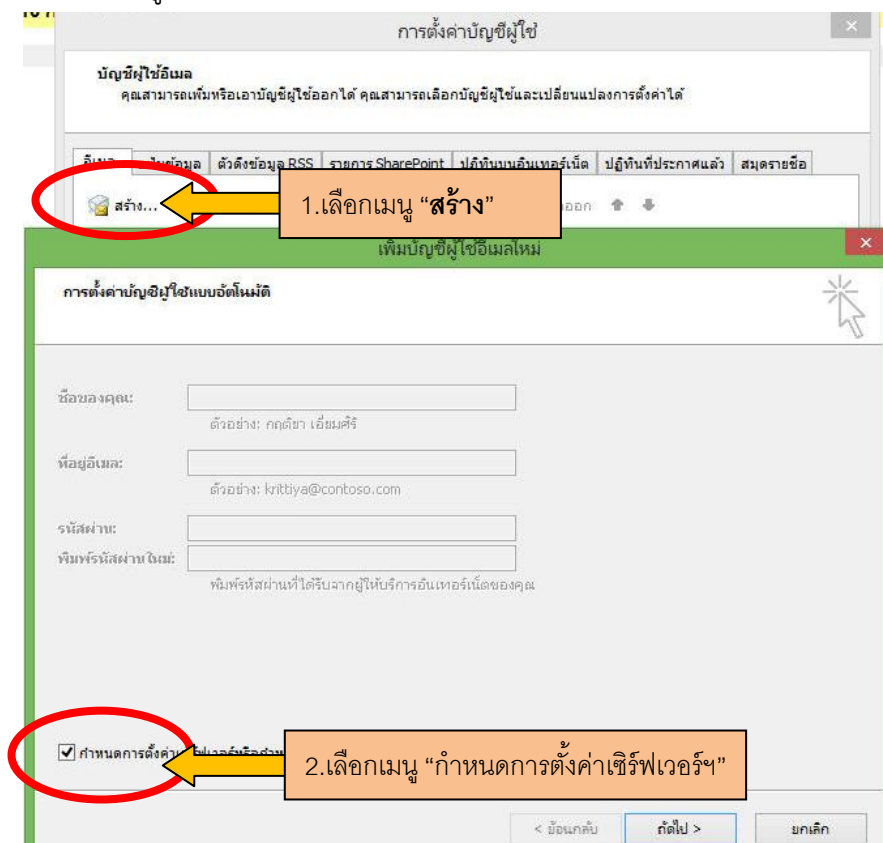 การตั้งค่าบัญชีผู้ใช้
บัญชีผู้ใช้อีเมล
คุณสามารถเพิ่มหรือเอาบัญชีผู้ใช้ออกได้ คุณสามารถเลือกบัญชีผู้ใช้และเปลี่ยนแปลงการตั้งค่าได้
อีเมล ตัวดึงข้อมูล RSS รายการ SharePoint ปฏิทินบนอินเทอร์เน็ต ปฏิทินที่ประกาศแล้ว สมุดรายชื่อ
สร้าง...
1.เลือกเมนู “สร้าง”
เพิ่มบัญชีผู้ใช้อีเมลใหม่
การตั้งค่าบัญชีผู้ใช้แบบอัตโนมัติ
ชื่อของคุณ:
ตัวอย่าง: กฤติยา เอี่ยมศิริ
ที่อยู่อีเมล:
ตัวอย่าง: krittiya@contoso.com
รหัสผ่าน:
พิมพ์รหัสผ่านใหม่:
พิมพ์รหัสผ่านที่ได้รับจากผู้ให้บริการอินเทอร์เน็ตของคุณ
กำหนดการตั้งค่า
2.เลือกเมนู “กำหนดการตั้งค่าเซิร์ฟเวอร์ฯ”
< ย้อนกลับ ถัดไป > ยกเลิก